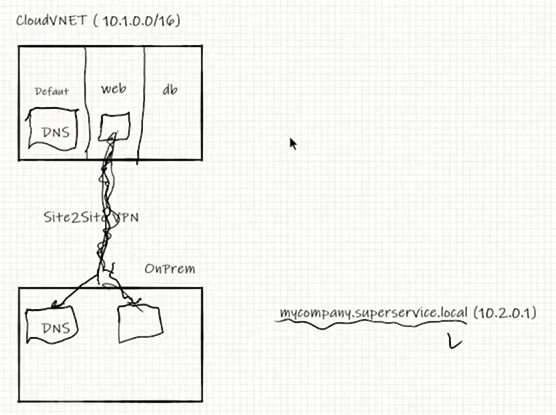 CloudVNET ( 10.1.0.0/16)
Defaut web db
DNS
Site2Site VPN
OnPrem
mycompany.superservice.local (10.2.0.1)
DNS